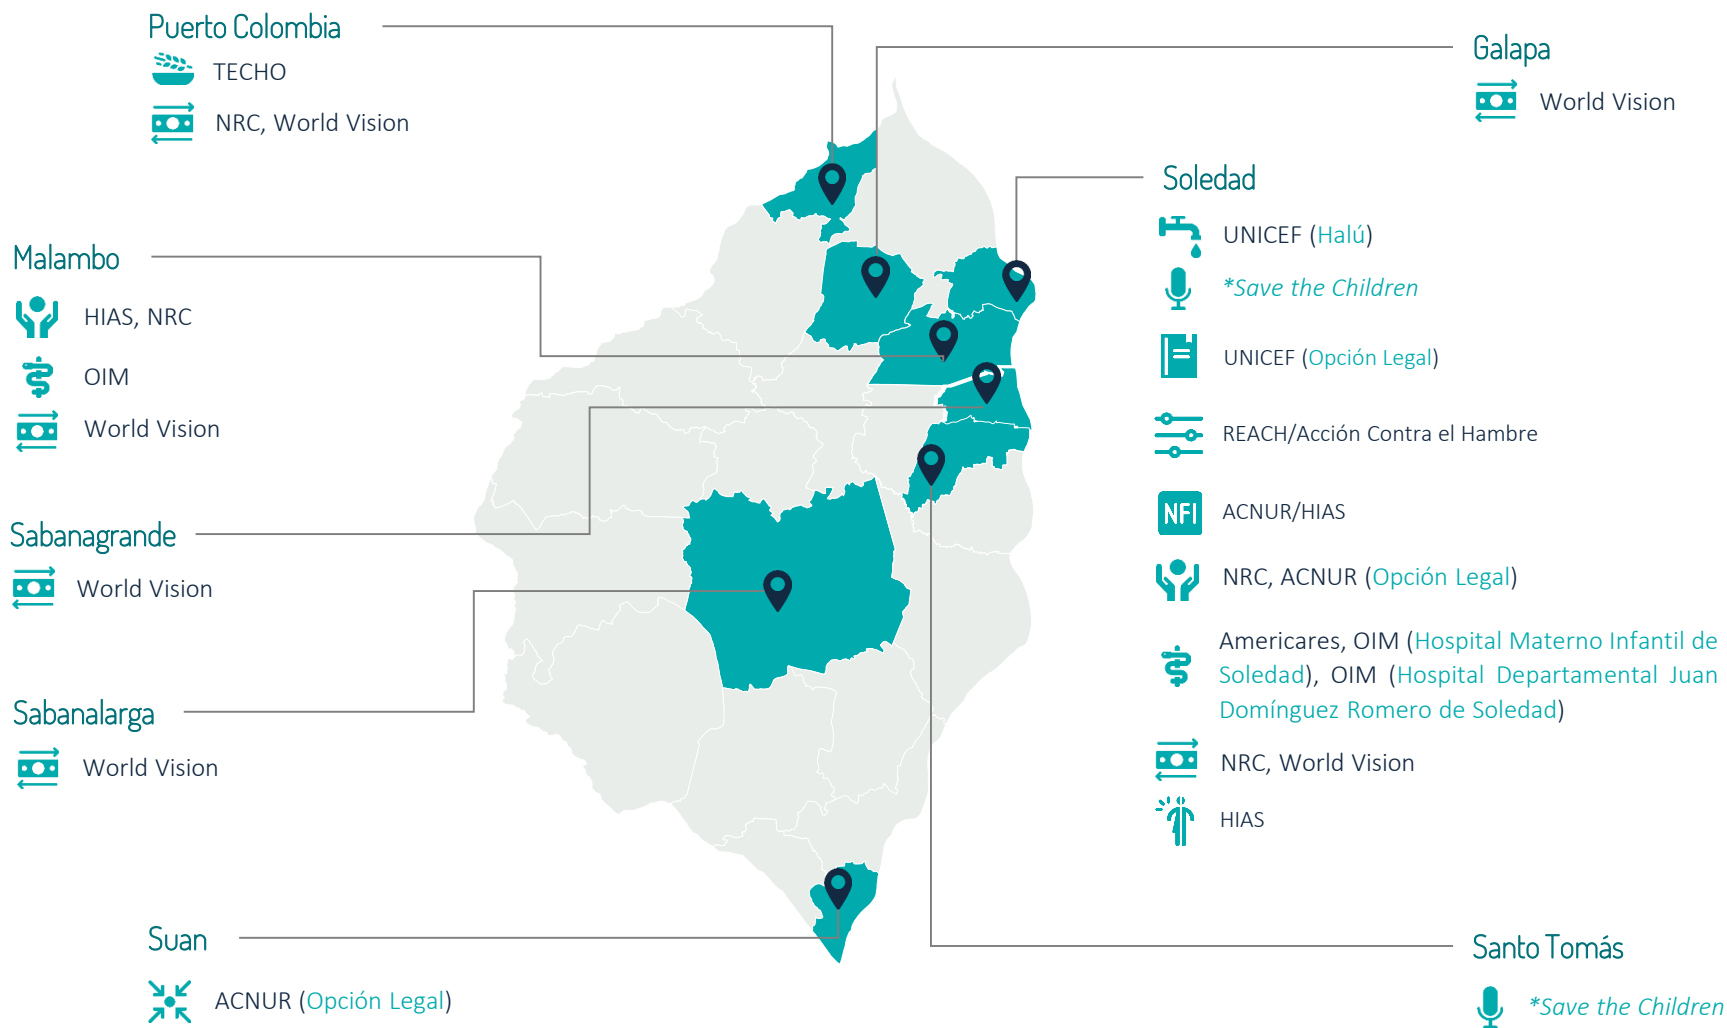 Puerto Colombia
TECHO
NRC, World Vision
Galapa
World Vision
Malambo
HIAS, NRC
OIM
World Vision
Soledad
UNICEF (Halú)
*Save the Children
UNICEF (Opción Legal)
REACH/Acción Contra el Hambre
NFI
ACNUR/HIAS
NRC, ACNUR (Opción Legal)
Americares, OIM (Hospital Materno Infantil de
Soledad), OIM (Hospital Departamental Juan
Domínguez Romero de Soledad)
NRC, World Vision
HIAS
Sabanagrande
World Vision
Sabanalarga
World Vision
Suan
ACNUR (Opción Legal)
Santo Tomás
*Save the Children